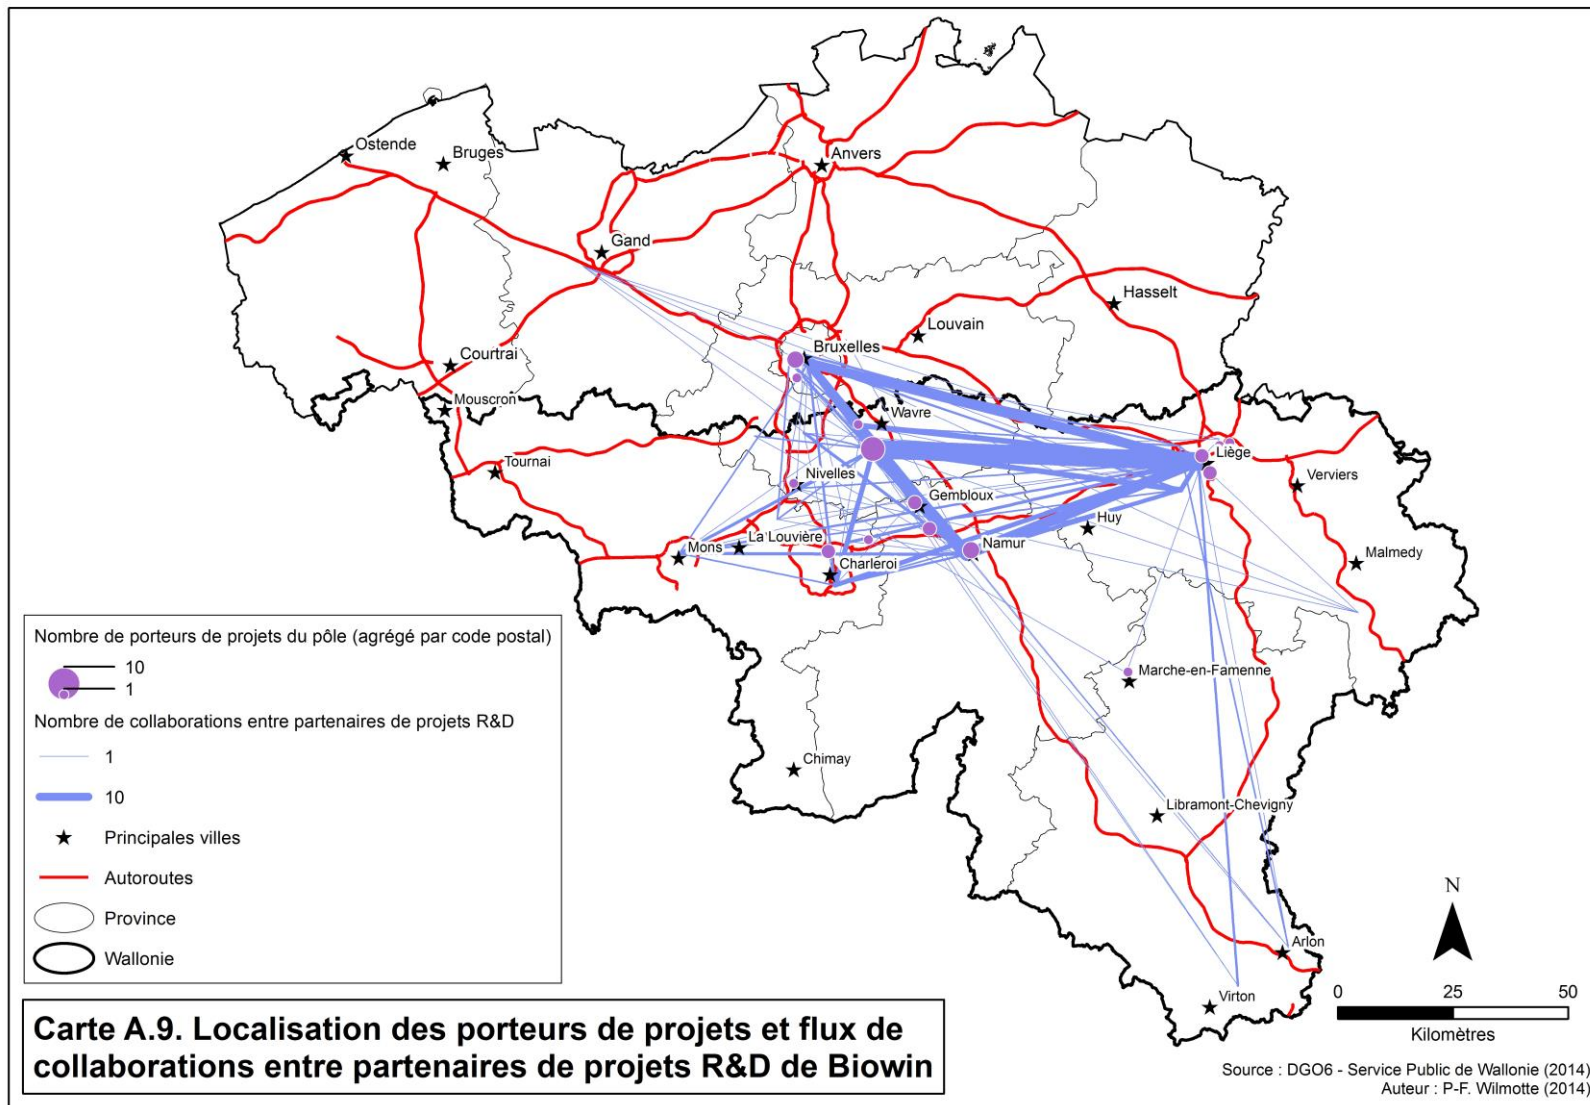 Ostende
Bruges
Anvers
Gand
Hasselt
Louvain
Bruxelles
Courtrai
Mouscron
Wavre
Tournai
Liège
Nivelles
Verviers
Gembloux
Huy
Mons
La Louvière
Namur
Charleroi
Malmedy
Marche-en-Famenne
Chimay
Libramont-Chevigny
Arlon
Virton
Nombre de porteurs de projets du pôle (agrégé par code postal)
10
1
Nombre de collaborations entre partenaires de projets R&D
1
10
Principales villes
Autoroutes
Province
Wallonie
N
0 25 50
Kilomètres
Carte A.9. Localisation des porteurs de projets et flux de
collaborations entre partenaires de projets R&D de Biowin
Source : DGO6 - Service Public de Wallonie (2014)
Auteur : P-F. Wilmotte (2014)